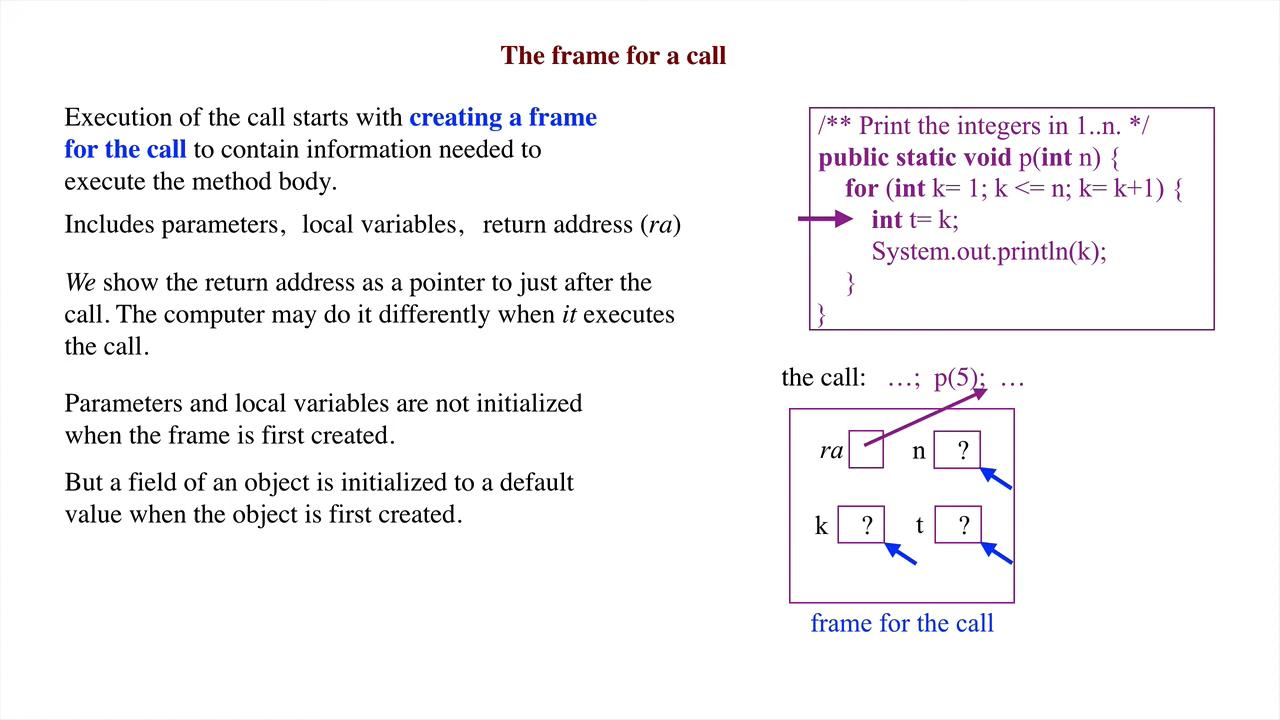 The frame for a call
Execution of the call starts with creating a frame
for the call to contain information needed to
execute the method body.
Includes parameters, local variables, return address (ra)
We show the return address as a pointer to just after the
call. The computer may do it differently when it executes
the call.
Parameters and local variables are not initialized
when the frame is first created.
But a field of an object is initialized to a default
value when the object is first created.
/** Print the integers in 1..n. */
public static void p(int n) {
for (int k= 1; k <= n; k= k+1) {
int t= k;
System.out.println(k);
}
}
the call: …; p(5); …
ra n ?
k ? t ?
frame for the call